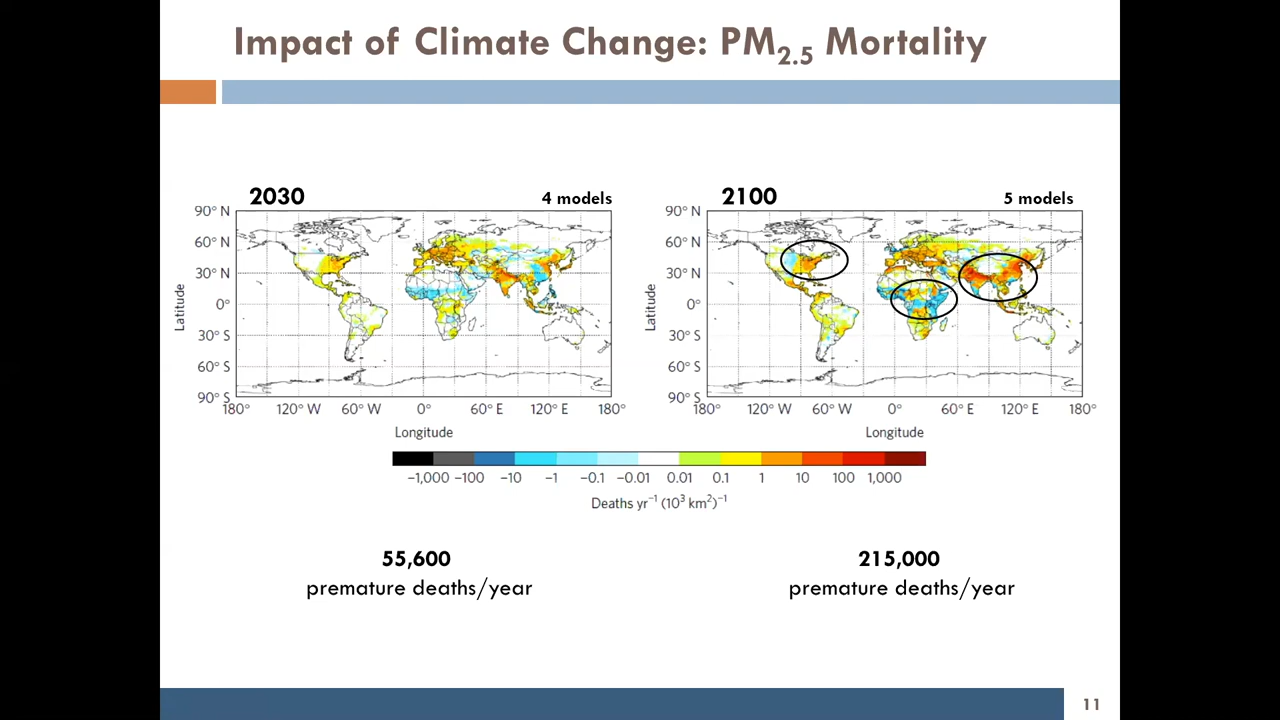 Impact of Climate Change: PM2.5 Mortality
2030
4 models
90° N
60° N
30° N
0°
30° S
60° S
90° S
Latitude
180°
120° W
60° W
0°
60° E
120° E
180°
Longitude
2100
5 models
90° N
60° N
30° N
0°
30° S
60° S
90° S
Latitude
180°
120° W
60° W
0°
60° E
120° E
180°
Longitude
−1,000 −100 −10 −1 −0.1 −0.01 0.01 0.1 1 10 100 1,000
Deaths yr⁻¹ (10³ km²)⁻¹
55,600
premature deaths/year
215,000
premature deaths/year
11